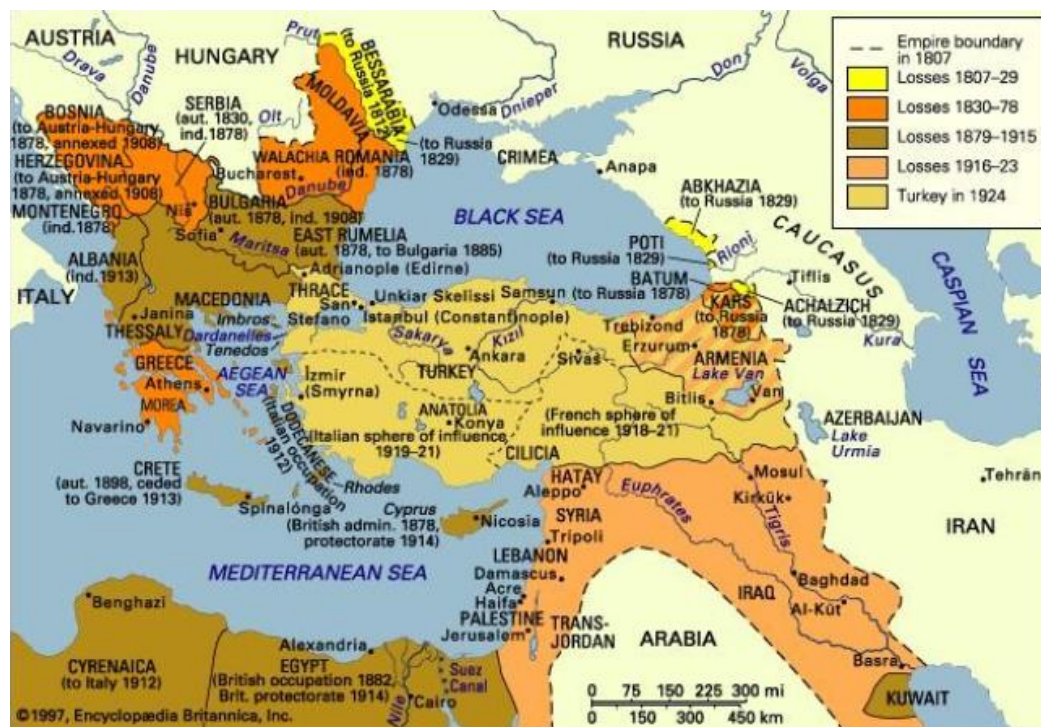 AUSTRIA
Drava
Danube
HUNGARY
Prut
BESSARABIA
(to Russia 1812)
MOLDAVIA
RUSSIA
Don
Volga
Dnieper
Odessa
(to Russia
1829)
BOSNIA
(to Austria-Hungary
1878, annexed 1908)
HERZEGOVINA
(to Austria-Hungary
1878, annexed 1908)
MONTENEGRO
(ind.1878)
SERBIA
(aut. 1830,
ind.1878)
Olt
WALACHIA
ROMANIA
(ind. 1878)
Bucharest
Danube
Niš
BULGARIA
(aut. 1878, ind. 1908)
Sofia
Maritsa
EAST RUMELIA
(aut. 1878, to Bulgaria 1885)
Adrianople (Edirne)
ALBANIA
(ind.1913)
ITALY
CRIMEA
Anapa
BLACK SEA
ABKHAZIA
(to Russia 1829)
POTI
(to Russia
1829)
Rioni
BATUM
(to Russia 1878)
CAUCASUS
Tiflis
KARS
(to Russia
1878)
ACHALZICH
(to Russia 1829)
Kura
CASPIAN SEA
MACEDONIA
THRACE
San
Stefano
Unkiar Skelissi
Istanbul (Constantinople)
Samsun
Trebizond
Erzurum
ARMENIA
Lake Van
Van
Bitlis
Janina
THESSALY
Imbros
Dardanelles
Tenedos
Sakarya
Kızıl
Ankara
Sivas
TURKEY
GREECE
Athens
AEGEAN
SEA
MOREA
Navarino
İzmir
(Smyrna)
ANATOLIA
Konya
(Italian sphere of influence
1919–21)
(French sphere of
influence 1918–21)
CILICIA
DODECANESE
(Italian occupation
1912)
Rhodes
CRETE
(aut. 1898, ceded
to Greece 1913)
Spinalónga
Cyprus
(British admin. 1878,
protectorate 1914)
Nicosia
AZERBAIJAN
Lake
Urmia
Tehrān
HATAY
Aleppo
SYRIA
Tripoli
LEBANON
Damascus
Acre
Haifa
PALESTINE
Jerusalem
TRANS-
JORDAN
Euphrates
Mosul
Kirkūk
Tigris
IRAN
Baghdad
IRAQ
Al-Kūt
Basra
KUWAIT
ARABIA
MEDITERRANEAN SEA
Benghazi
CYRENAICA
(to Italy 1912)
Alexandria
EGYPT
(British occupation 1882,
Brit. protectorate 1914)
Suez
Canal
Nile
Cairo
0 75 150 225 300 mi
0 150 300 450 km
©1997, Encyclopædia Britannica, Inc.
Empire boundary
in 1807
Losses 1807–29
Losses 1830–78
Losses 1879–1915
Losses 1916–23
Turkey in 1924